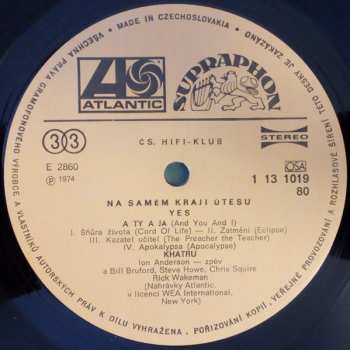 MADE IN CZECHOSLOVAKIA
VŠECHNA PRÁVA GRAMOFONOVÉHO VÝROBCE A VLASTNÍKŮ AUTORSKÝCH PRÁV K DÍLU VYHRAŽENA. POŘIZOVÁNÍ KOPIÍ, VEŘEJNÉ PROVOZOVÁNÍ A ROZHLASOVÉ ŠÍŘENÍ TÉTO DESKY JE ZAKÁZÁNO
ATLANTIC
SUPRAPHON
33
ČS. HIFI-KLUB
STEREO
E 2860
℗ 1974
OSA
1 13 1019
80
NA SAMÉM KRAJI ÚTESU
YES
A TY A JÁ (And You And I)
I. Šňůra života (Cord Of Life) — II. Zatmění (Eclipse)
III. Kazatel učitel (The Preacher the Teacher)
IV. Apokalypsa (Apocalypse)
KHATRU
Ion Anderson — zpěv
a Bill Bruford, Steve Howe, Chris Squire
Rick Wakeman
(Nahrávky Atlantic,
v licenci WEA International,
New York)